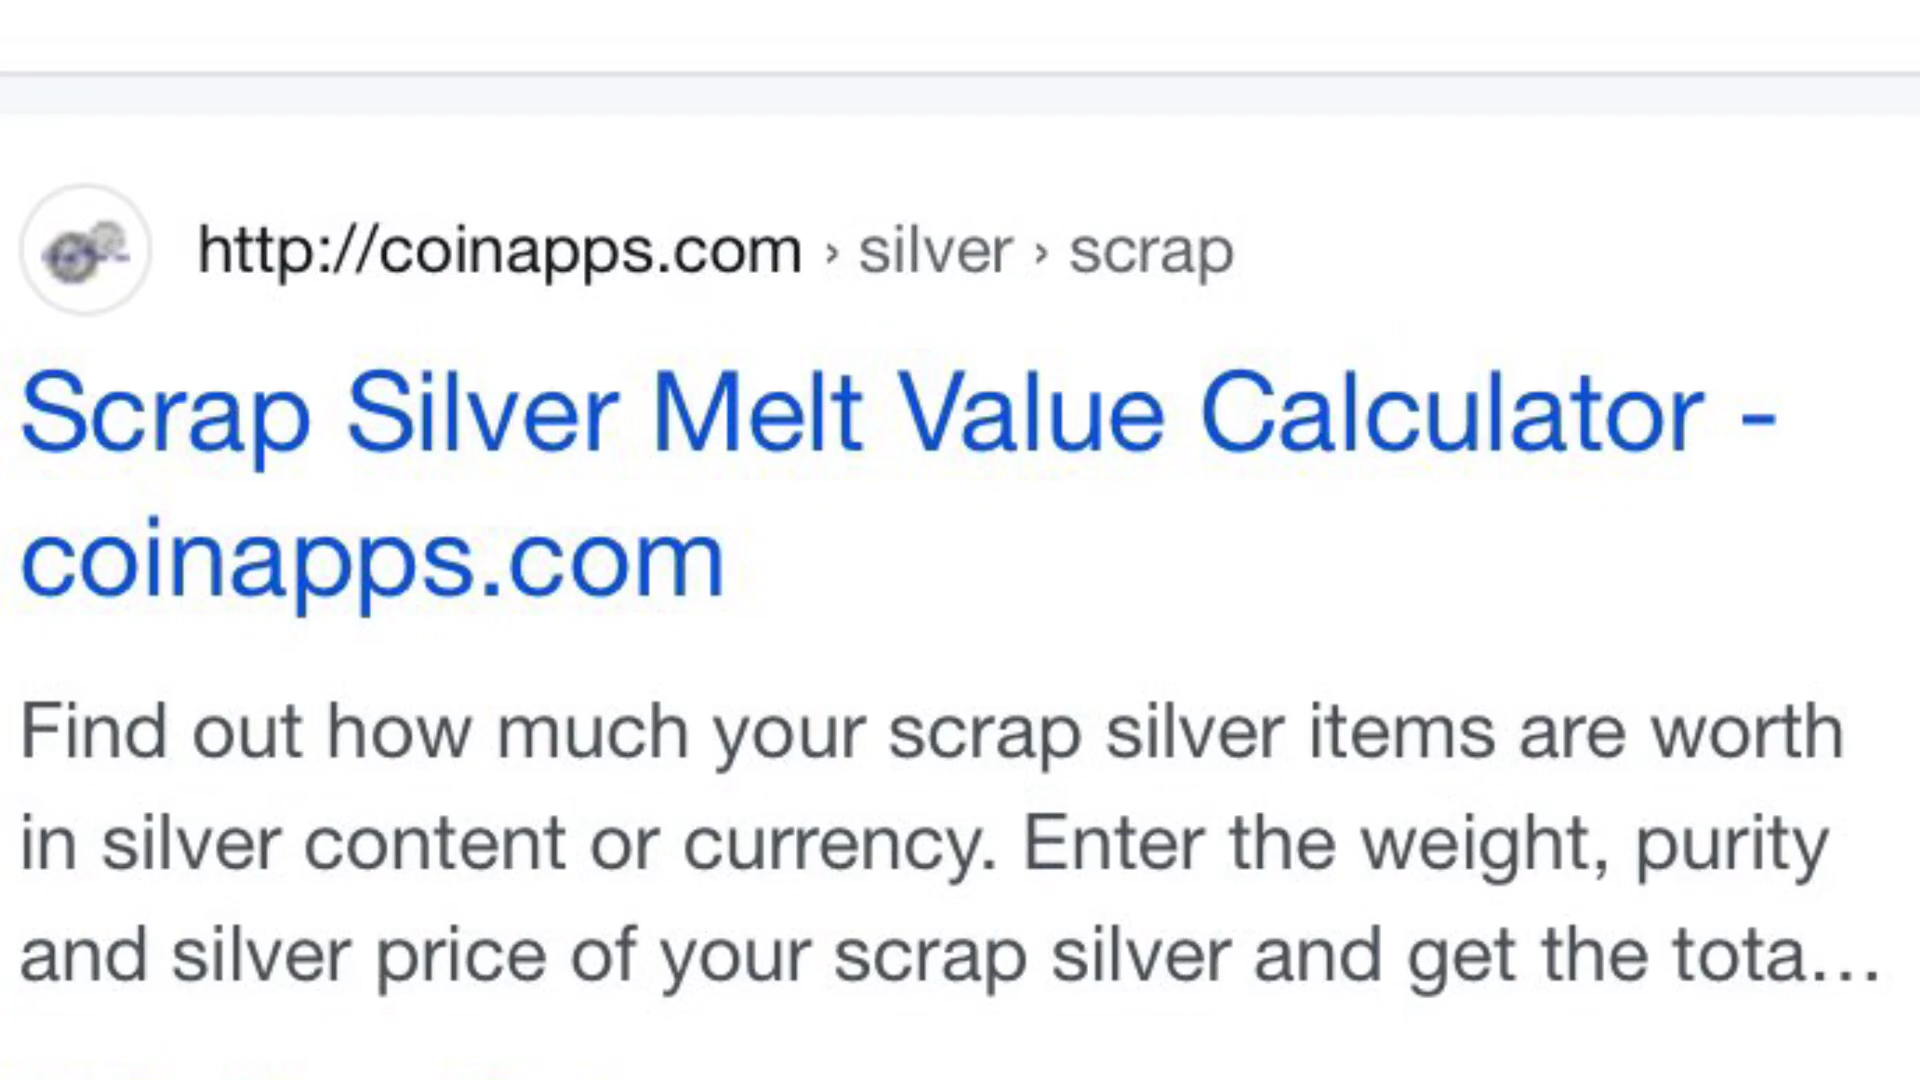 http://coinapps.com › silver › scrap
Scrap Silver Melt Value Calculator -
coinapps.com
Find out how much your scrap silver items are worth
in silver content or currency. Enter the weight, purity
and silver price of your scrap silver and get the tota...